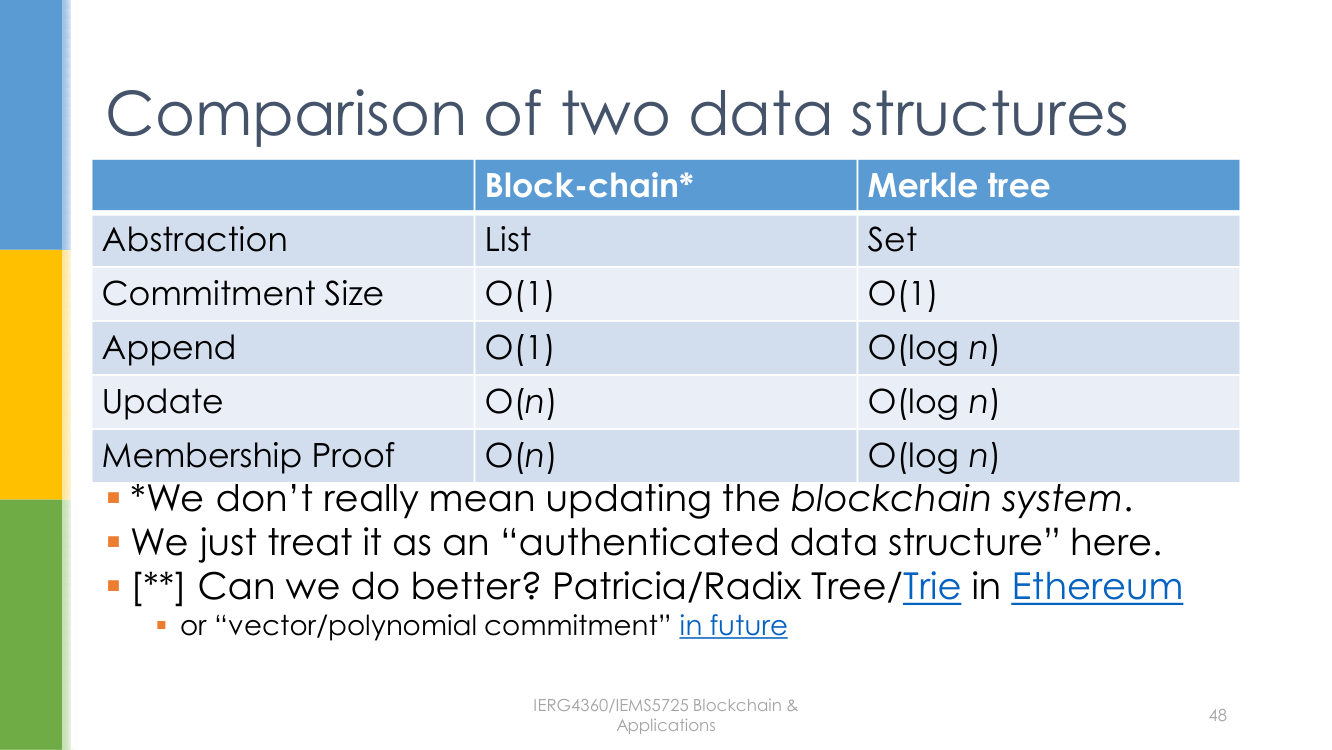 Comparison of two data structures
Block-chain* Merkle tree
Abstraction List Set
Commitment Size O(1) O(1)
Append O(1) O(log n)
Update O(n) O(log n)
Membership Proof O(n) O(log n)
▪ *We don’t really mean updating the blockchain system.
▪ We just treat it as an “authenticated data structure” here.
▪ [**] Can we do better? Patricia/Radix Tree/Trie in Ethereum
▪ or “vector/polynomial commitment” in future
IERG4360/IEMS5725 Blockchain &
Applications
48